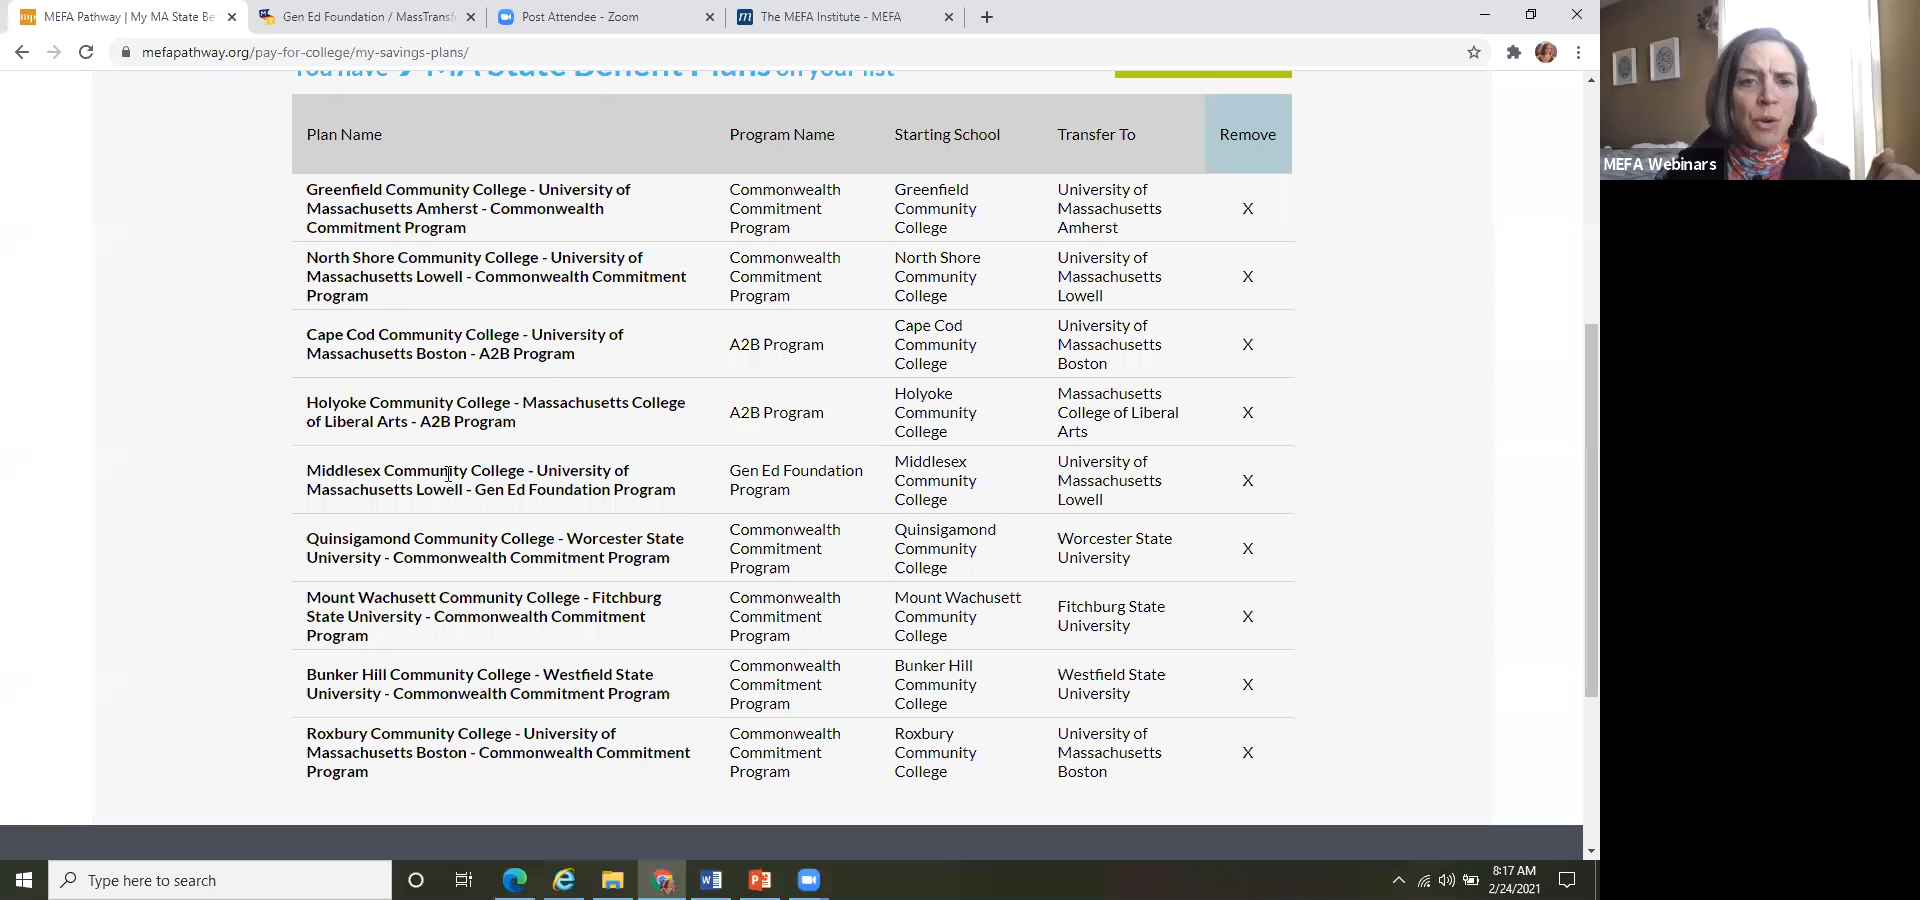 MEFA Pathway | My MA State Be
Gen Ed Foundation / MassTransf
Post Attendee - Zoom
The MEFA Institute - MEFA
mefapathway.org/pay-for-college/my-savings-plans/
You have 9 MA State Benefit Plans on your list
Plan Name Program Name Starting School Transfer To Remove
Greenfield Community College - University of
Massachusetts Amherst - Commonwealth
Commitment Program
Commonwealth
Commitment
Program
Greenfield
Community
College
University of
Massachusetts
Amherst
X
North Shore Community College - University of
Massachusetts Lowell - Commonwealth Commitment
Program
Commonwealth
Commitment
Program
North Shore
Community
College
University of
Massachusetts
Lowell
X
Cape Cod Community College - University of
Massachusetts Boston - A2B Program
A2B Program
Cape Cod
Community
College
University of
Massachusetts
Boston
X
Holyoke Community College - Massachusetts College
of Liberal Arts - A2B Program
A2B Program
Holyoke
Community
College
Massachusetts
College of Liberal
Arts
X
Middlesex Community College - University of
Massachusetts Lowell - Gen Ed Foundation Program
Gen Ed Foundation
Program
Middlesex
Community
College
University of
Massachusetts
Lowell
X
Quinsigamond Community College - Worcester State
University - Commonwealth Commitment Program
Commonwealth
Commitment
Program
Quinsigamond
Community
College
Worcester State
University
X
Mount Wachusett Community College - Fitchburg
State University - Commonwealth Commitment
Program
Commonwealth
Commitment
Program
Mount Wachusett
Community
College
Fitchburg State
University
X
Bunker Hill Community College - Westfield State
University - Commonwealth Commitment Program
Commonwealth
Commitment
Program
Bunker Hill
Community
College
Westfield State
University
X
Roxbury Community College - University of
Massachusetts Boston - Commonwealth Commitment
Program
Commonwealth
Commitment
Program
Roxbury
Community
College
University of
Massachusetts
Boston
X
MEFA Webinars
Type here to search
8:17 AM
2/24/2021